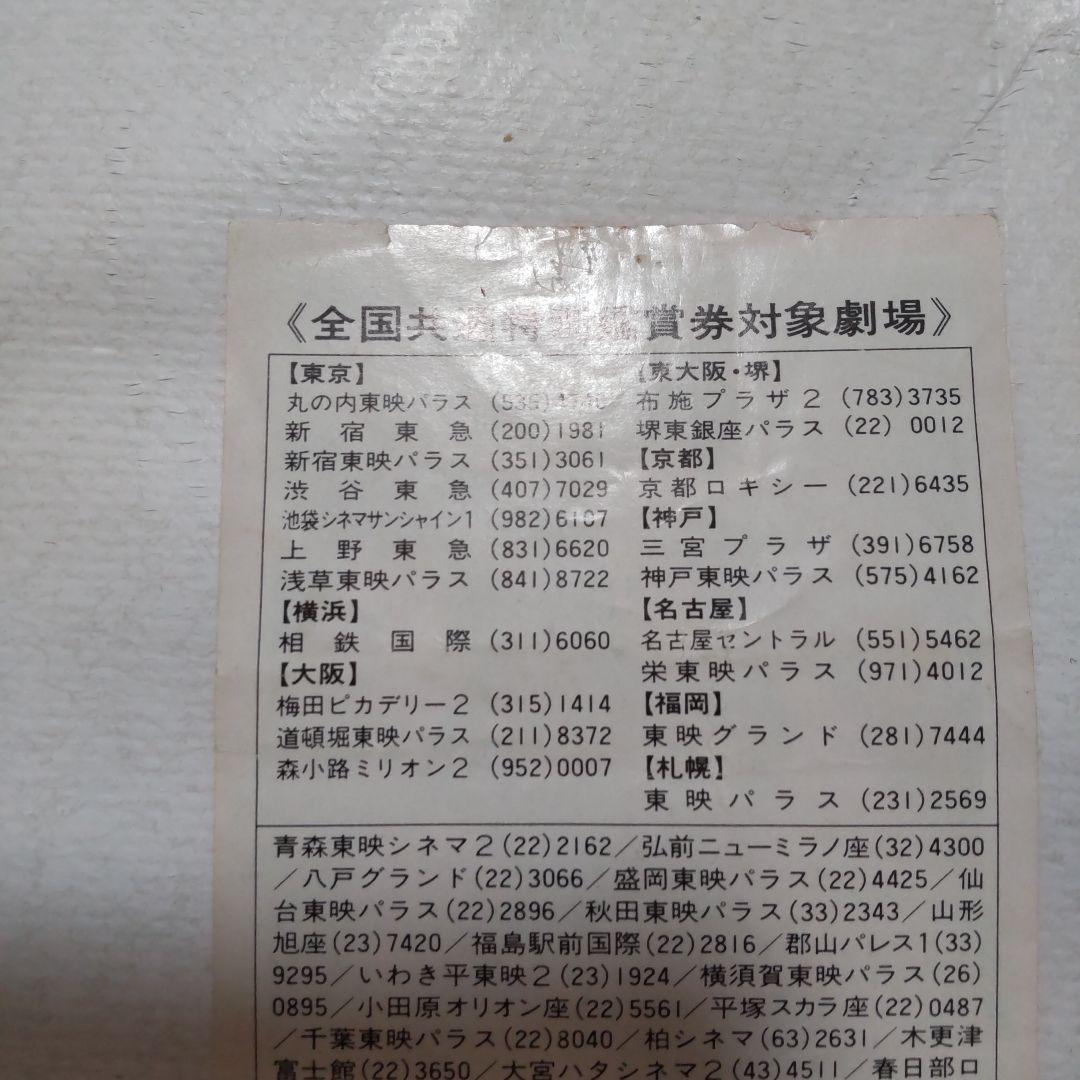 《全国共通特別鑑賞券対象劇場》
【東京】
丸の内東映パラス
新宿東急 (200)1981
新宿東映パラス (351)3061
渋谷東急 (407)7029
池袋シネマサンシャイン1 (982)6107
上野東急 (831)6620
浅草東映パラス (841)8722
【横浜】
相鉄国際 (311)6060
【大阪】
梅田ピカデリー2 (315)1414
道頓堀東映パラス (211)8372
森小路ミリオン2 (952)0007
【東大阪・堺】
布施プラザ2 (783)3735
堺東銀座パラス (22)0012
【京都】
京都ロキシー (221)6435
【神戸】
三宮プラザ (391)6758
神戸東映パラス (575)4162
【名古屋】
名古屋セントラル (551)5462
栄東映パラス (971)4012
【福岡】
東映グランド (281)7444
【札幌】
東映パラス (231)2569
青森東映シネマ2(22)2162/弘前ニューミラノ座(32)4300
/八戸グランド(22)3066/盛岡東映パラス(22)4425/仙
台東映パラス(22)2896/秋田東映パラス(33)2343/山形
旭座(23)7420/福島駅前国際(22)2816/郡山パレス1(33)
9295/いわき平東映2(23)1924/横須賀東映パラス(26)
0895/小田原オリオン座(22)5561/平塚スカラ座(22)0487
/千葉東映パラス(22)8040/柏シネマ(63)2631/木更津
富士館(22)3650/大宮ハタシネマ2(43)4511/春日部ロ